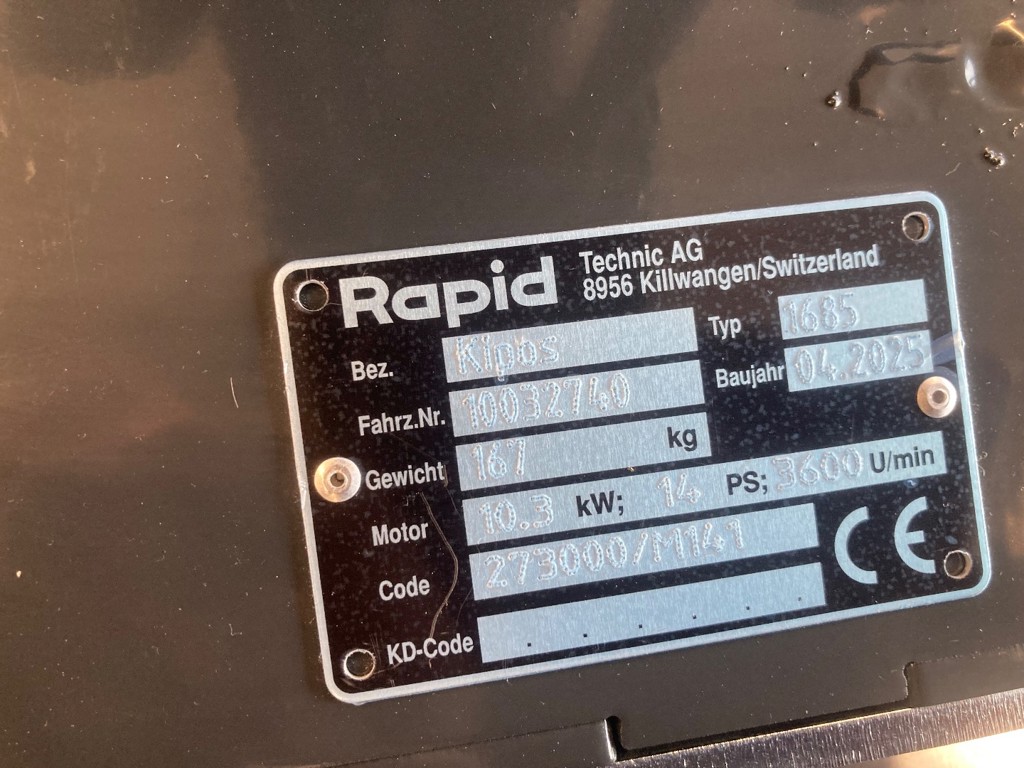 Rapid Technic AG
8956 Killwangen/Switzerland
Bez. Kipos Typ 1685
Fahrz.Nr. 10032740 Baujahr 04.2025
Gewicht 167 kg
Motor 10.3 kW; 14 PS; 3600 U/min
Code 273000/M141
KD-Code . . . . .
CE